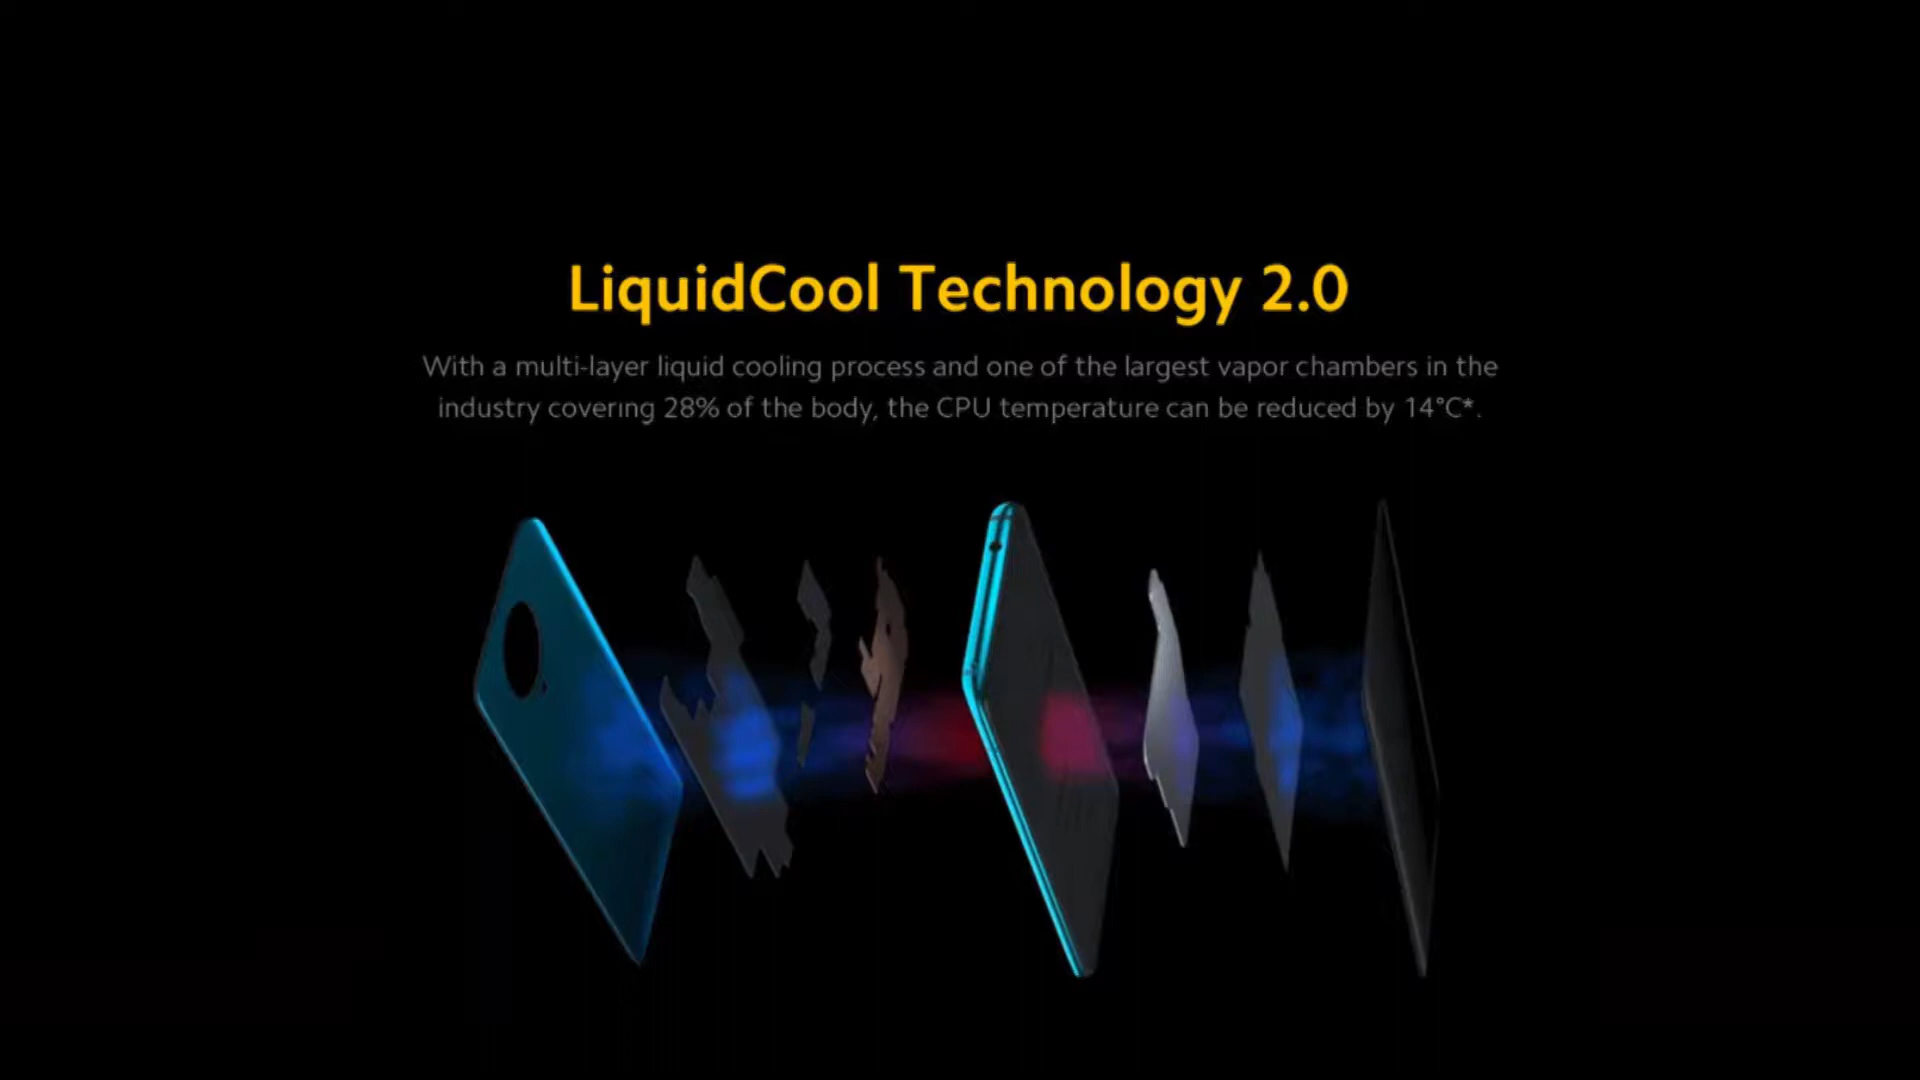 LiquidCool Technology 2.0
With a multi-layer liquid cooling process and one of the largest vapor chambers in the
industry covering 28% of the body, the CPU temperature can be reduced by 14°C*.